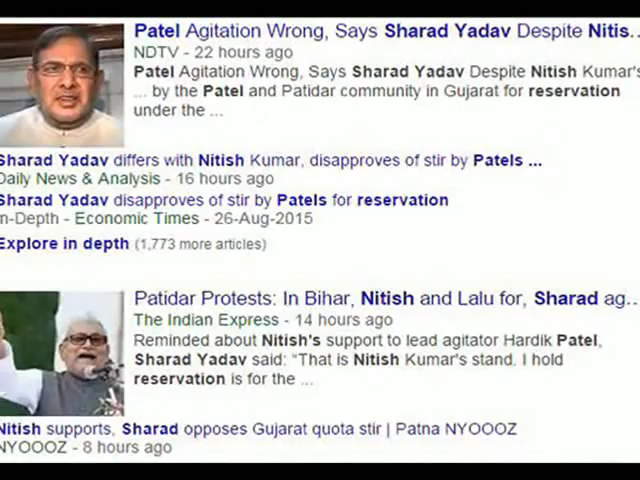 Patel Agitation Wrong, Says Sharad Yadav Despite Nitis...
NDTV - 22 hours ago
Patel Agitation Wrong, Says Sharad Yadav Despite Nitish Kumar's
... by the Patel and Patidar community in Gujarat for reservation
under the ...
Sharad Yadav differs with Nitish Kumar, disapproves of stir by Patels ...
Daily News & Analysis - 16 hours ago
Sharad Yadav disapproves of stir by Patels for reservation
In-Depth - Economic Times - 26-Aug-2015
Explore in depth (1,773 more articles)
Patidar Protests: In Bihar, Nitish and Lalu for, Sharad ag...
The Indian Express - 14 hours ago
Reminded about Nitish's support to lead agitator Hardik Patel,
Sharad Yadav said: “That is Nitish Kumar's stand. I hold
reservation is for the ...
Nitish supports, Sharad opposes Gujarat quota stir | Patna NYOOOZ
NYOOOZ - 8 hours ago